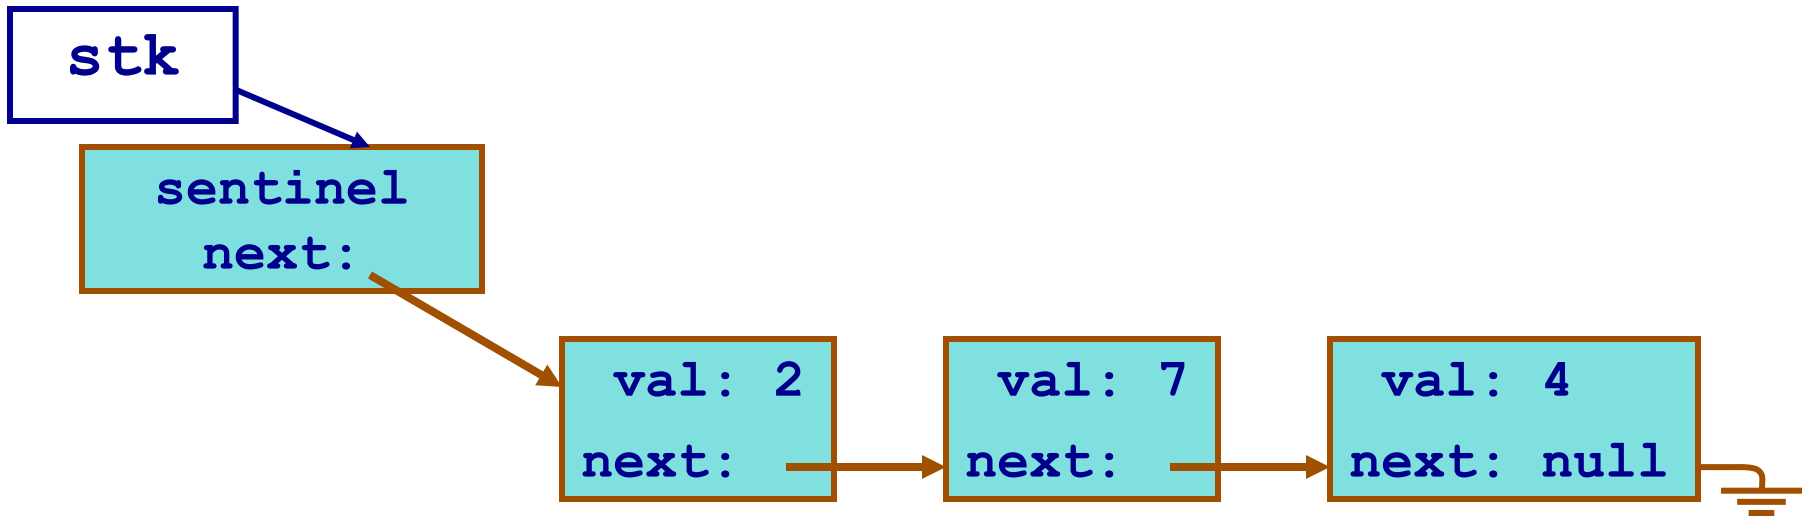 stk
sentinel
next:
val: 2
next:
val: 7
next:
val: 4
next: null